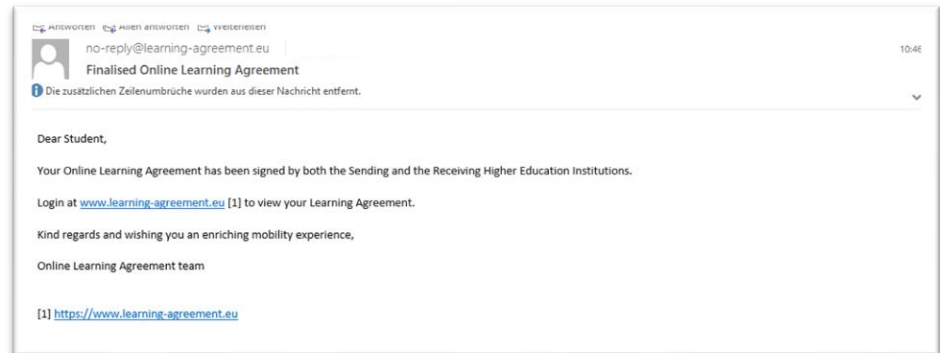 Antworten Allen antworten Weiterleiten
no-reply@learning-agreement.eu 10:46
Finalised Online Learning Agreement
Die zusätzlichen Zeilenumbrüche wurden aus dieser Nachricht entfernt.
Dear Student,
Your Online Learning Agreement has been signed by both the Sending and the Receiving Higher Education Institutions.
Login at www.learning-agreement.eu [1] to view your Learning Agreement.
Kind regards and wishing you an enriching mobility experience,
Online Learning Agreement team
[1] https://www.learning-agreement.eu